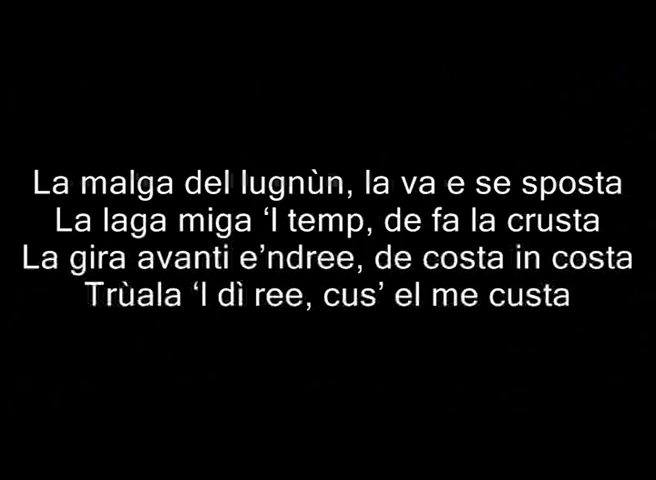 La malga del lugnùn, la va e se sposta
La laga miga ‘l temp, de fa la crusta
La gira avanti e’ndree, de costa in costa
Trùala ‘l dì ree, cus’ el me custa